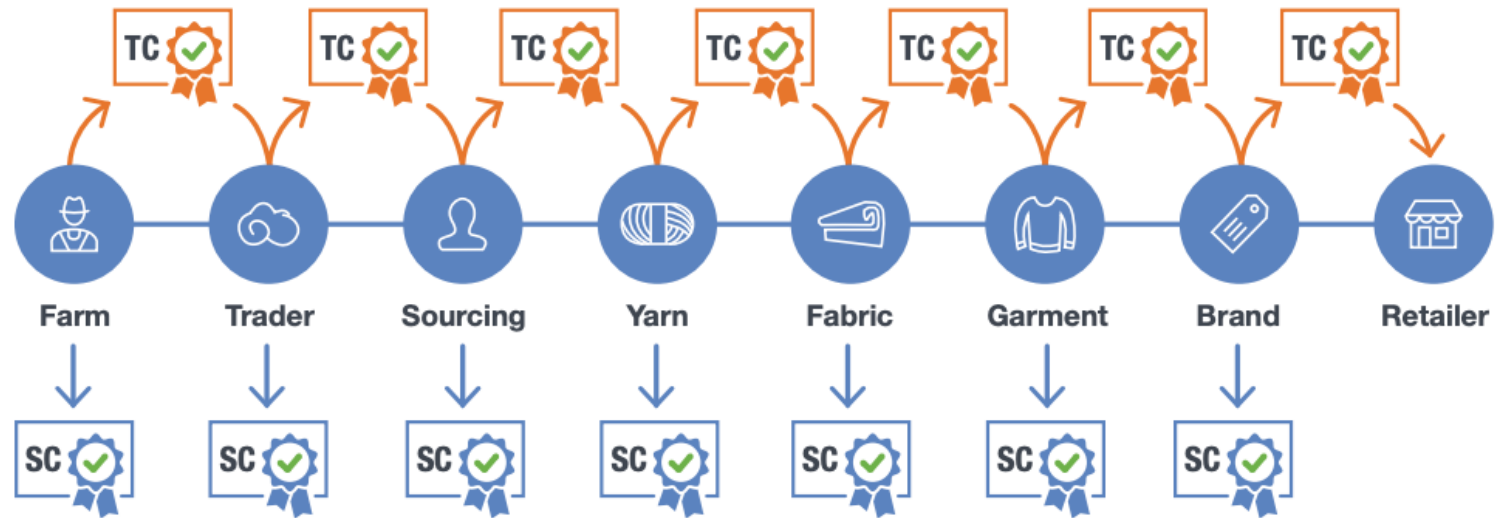 TC TC TC TC TC TC TC
Farm Trader Sourcing Yarn Fabric Garment Brand Retailer
SC SC SC SC SC SC SC